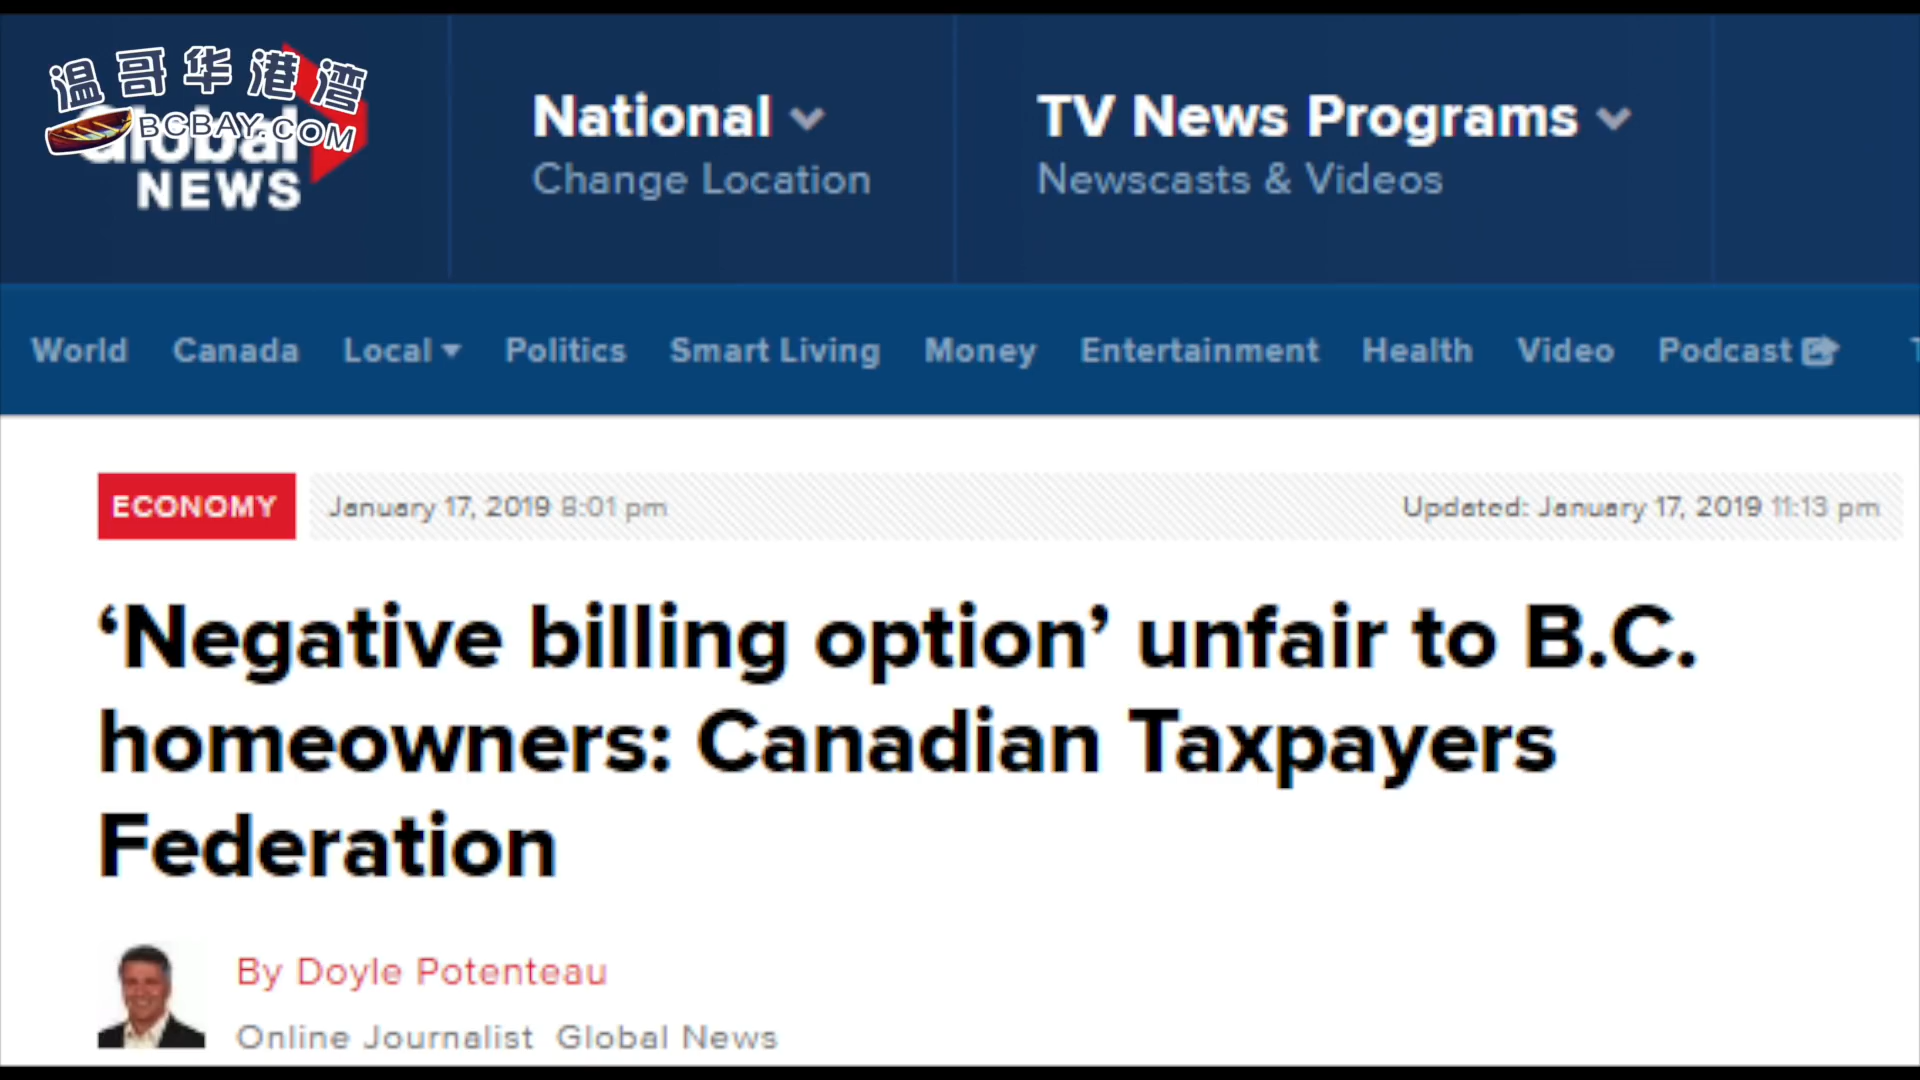 温哥华港湾
BCBAY.COM
Global
NEWS
National
Change Location
TV News Programs
Newscasts & Videos
World Canada Local Politics Smart Living Money Entertainment Health Video Podcast
ECONOMY January 17, 2019 8:01 pm Updated: January 17, 2019 11:13 pm
‘Negative billing option’ unfair to B.C.
homeowners: Canadian Taxpayers
Federation
By Doyle Potenteau
Online Journalist Global News